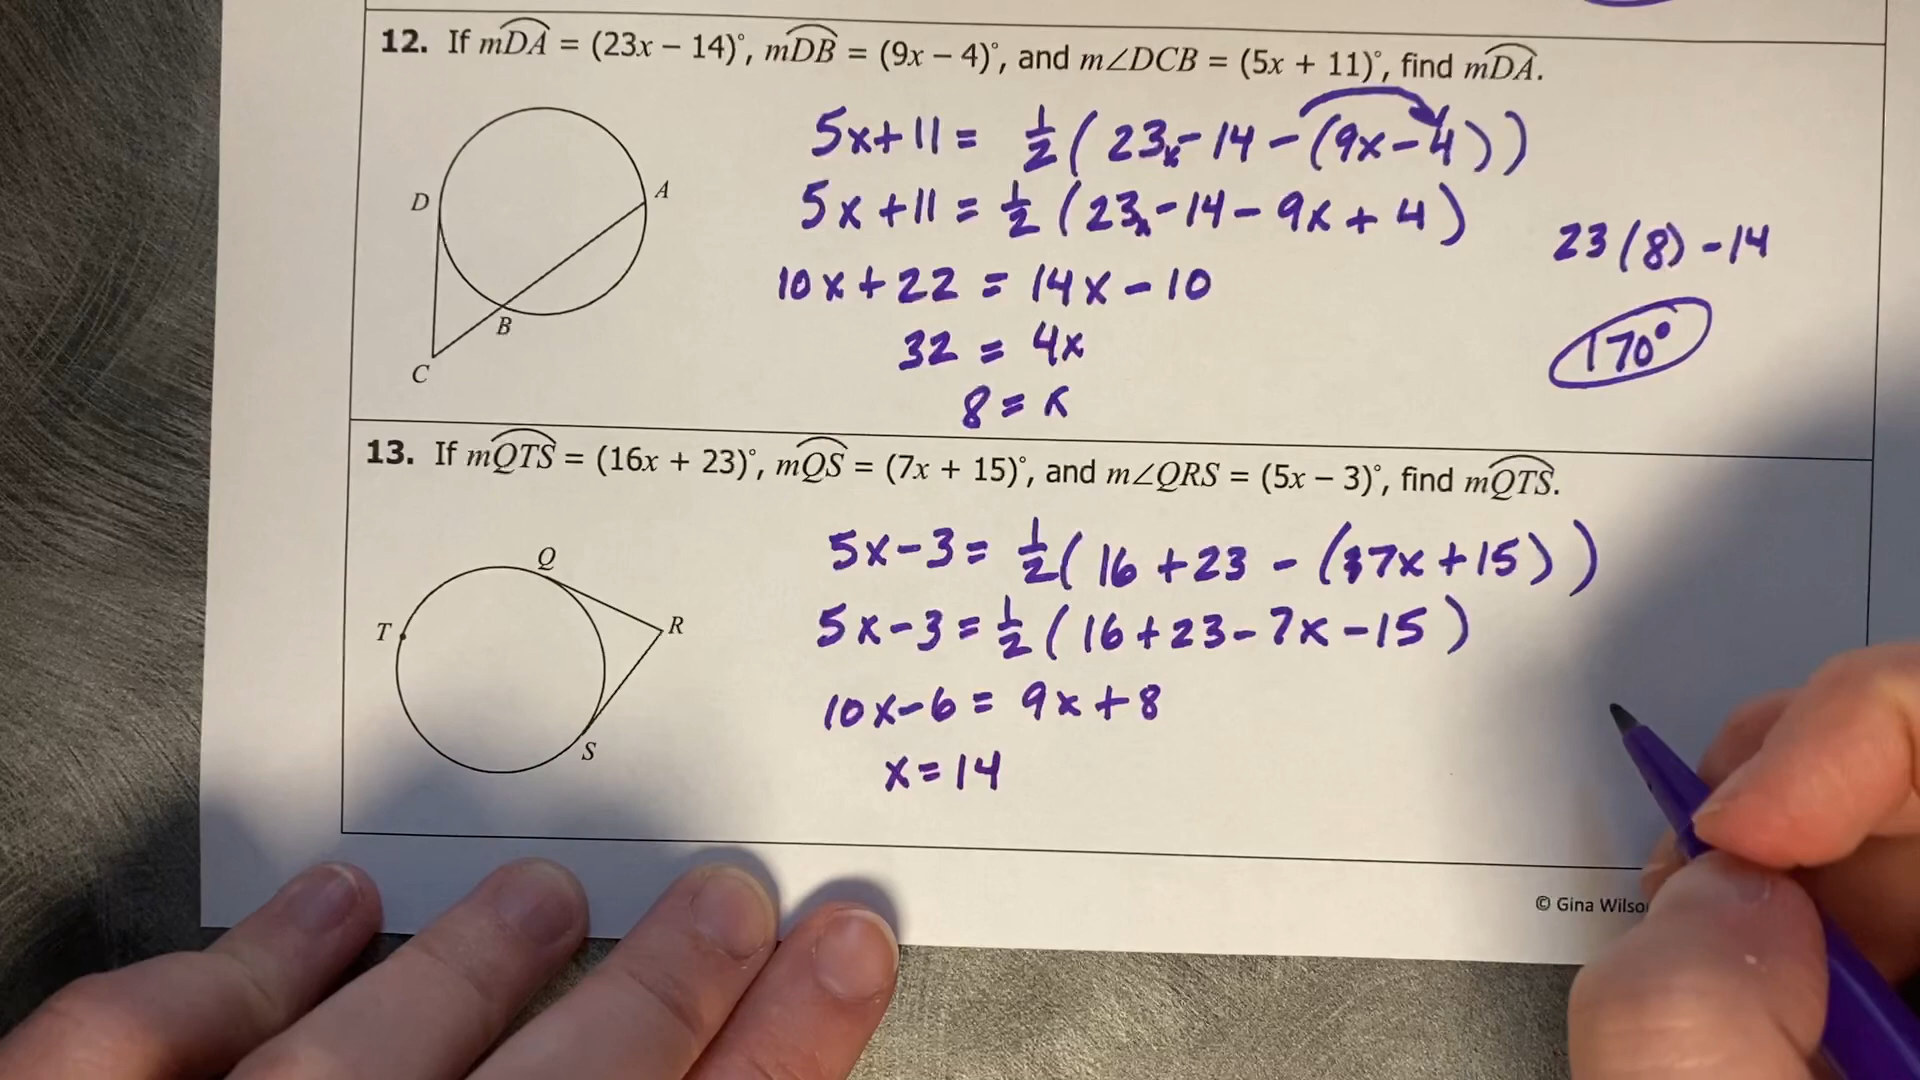 12. If mDA = (23x − 14)°, mDB = (9x − 4)°, and m∠DCB = (5x + 11)°, find mDA.
5x+11 = ½(23x-14-(9x-4))
D
A
5x+11 = ½(23x-14-9x+4)
23(8)-14
10x+22 = 14x-10
B
32 = 4x
170°
C
8 = x
13. If mQTS = (16x + 23)°, mQS = (7x + 15)°, and m∠QRS = (5x − 3)°, find mQTS.
5x-3 = ½(16+23-(7x+15))
Q
T
R
5x-3 = ½(16+23-7x-15)
10x-6 = 9x+8
S
x=14
© Gina